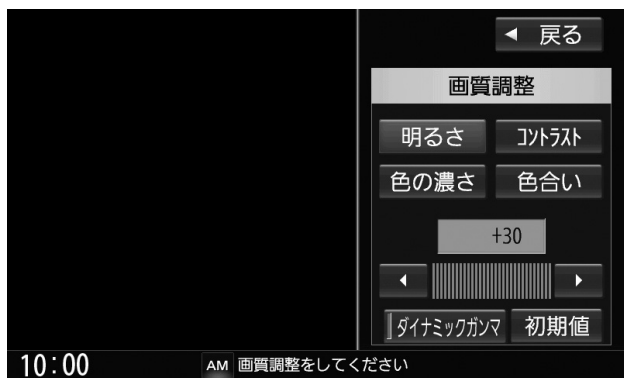 ◀ 戻る
画質調整
明るさ コントラスト
色の濃さ 色合い
+30
ダイナミックガンマ 初期値
10:00 AM 画質調整をしてください